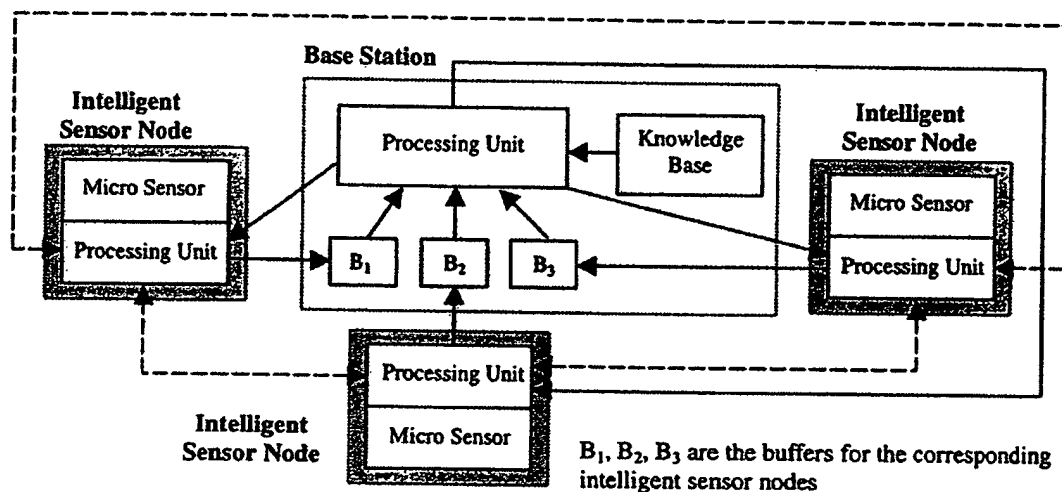 Base Station
Intelligent
Sensor Node
Micro Sensor
Processing Unit
Processing Unit
Knowledge
Base
B₁
B₂
B₃
Intelligent
Sensor Node
Micro Sensor
Processing Unit
Processing Unit
Micro Sensor
Intelligent
Sensor Node
B₁, B₂, B₃ are the buffers for the corresponding
intelligent sensor nodes